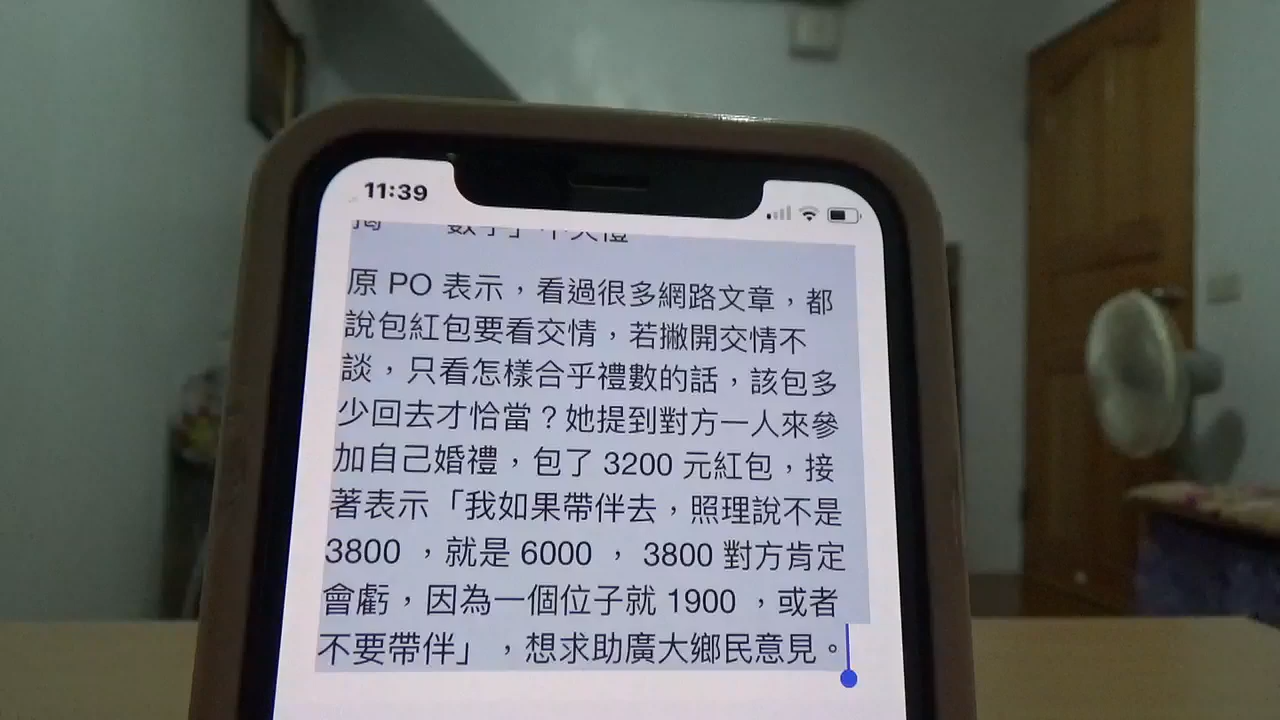 11:39
原 PO 表示，看過很多網路文章，都
說包紅包要看交情，若撇開交情不
談，只看怎樣合乎禮數的話，該包多
少回去才恰當？她提到對方一人來參
加自己婚禮，包了 3200 元紅包，接
著表示「我如果帶伴去，照理說不是
3800 ，就是 6000 ， 3800 對方肯定
會虧，因為一個位子就 1900 ，或者
不要帶伴」，想求助廣大鄉民意見。